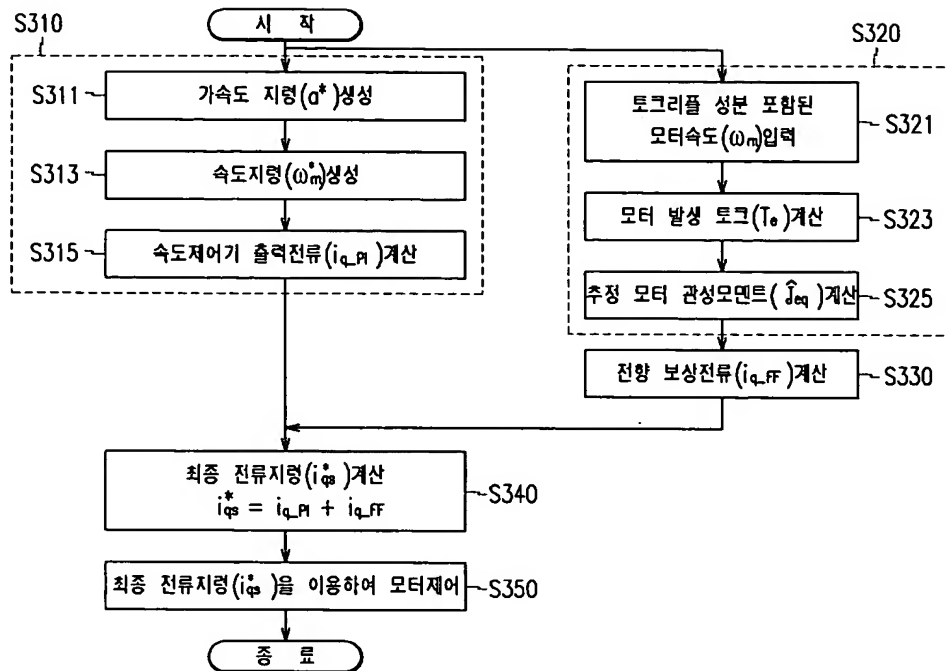 시 작
S310
S311
가속도 지령(a*)생성
S313
속도지령(ω*m)생성
S315
속도제어기 출력전류(iq_PI)계산
S320
토크리플 성분 포함된
모터속도(ωm)입력
S321
모터 발생 토크(Te)계산
S323
추정 모터 관성모멘트(Ĵeq)계산
S325
전향 보상전류(iq_FF)계산
S330
최종 전류지령(i*qs)계산
i*qs = iq_PI + iq_FF
S340
최종 전류지령(i*qs)을 이용하여 모터제어
S350
종 료